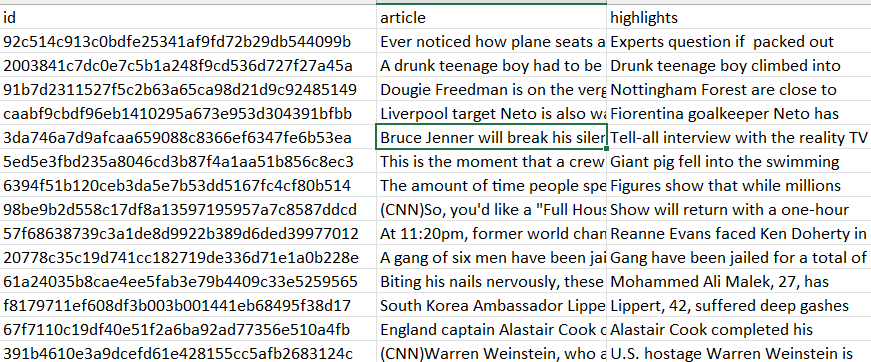 id article highlights
92c514c913c0bdfe25341af9fd72b29db544099b Ever noticed how plane seats a Experts question if  packed out
2003841c7dc0e7c5b1a248f9cd536d727f27a45a A drunk teenage boy had to be Drunk teenage boy climbed into
91b7d2311527f5c2b63a65ca98d21d9c92485149 Dougie Freedman is on the verg Nottingham Forest are close to
caabf9cbdf96eb1410295a673e953d304391bfbb Liverpool target Neto is also wa Fiorentina goalkeeper Neto has
3da746a7d9afcaa659088c8366ef6347fe6b53ea Bruce Jenner will break his siler Tell-all interview with the reality TV
5ed5e3fbd235a8046cd3b87f4a1aa51b856c8ec3 This is the moment that a crew Giant pig fell into the swimming
6394f51b120ceb3da5e7b53dd5167fc4cf80b514 The amount of time people spe Figures show that while millions
98be9b2d558c17df8a13597195957a7c8587ddcd (CNN)So, you'd like a "Full Hous Show will return with a one-hour
57f68638739c3a1de8d9922b389d6ded39977012 At 11:20pm, former world chan Reanne Evans faced Ken Doherty in
20778c35c19d741cc182719de336d71e1a0b228e A gang of six men have been jai Gang have been jailed for a total of
61a24035b8cae4ee5fab3e79b4409c33e5259565 Biting his nails nervously, these Mohammed Ali Malek, 27, has
f8179711ef608df3b003b001441eb68495f38d17 South Korea Ambassador Lippe Lippert, 42, suffered deep gashes
67f7110c19df40e51f2a6ba92ad77356e510a4fb England captain Alastair Cook c Alastair Cook completed his
391b4610e3a9dcefd61e428155cc5afb2683124c (CNN)Warren Weinstein, who a U.S. hostage Warren Weinstein is